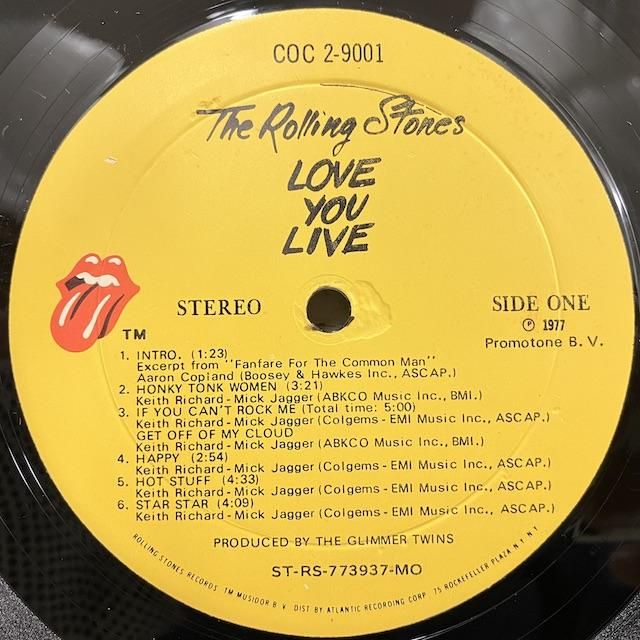 COC 2-9001
The Rolling Stones
LOVE
YOU
LIVE
STEREO
SIDE ONE
℗ 1977
Promotone B. V.
TM
1. INTRO. (1:23)
Excerpt from "Fanfare For The Common Man"
Aaron Copland (Boosey & Hawkes Inc., ASCAP.)
2. HONKY TONK WOMEN (3:21)
Keith Richard-Mick Jagger (ABKCO Music Inc., BMI.)
3. IF YOU CAN'T ROCK ME (Total time: 5:00)
Keith Richard-Mick Jagger (Colgems-EMI Music Inc., ASCAP.)
GET OFF OF MY CLOUD
Keith Richard-Mick Jagger (ABKCO Music Inc., BMI.)
4. HAPPY (2:54)
Keith Richard-Mick Jagger (Colgems-EMI Music Inc., ASCAP.)
5. HOT STUFF (4:33)
Keith Richard-Mick Jagger (Colgems-EMI Music Inc., ASCAP.)
6. STAR STAR (4:09)
Keith Richard-Mick Jagger (Colgems-EMI Music Inc., ASCAP.)
PRODUCED BY THE GLIMMER TWINS
ST-RS-773937-MO
ROLLING STONES RECORDS TM MUSIDOR B V DIST BY ATLANTIC RECORDING CORP 75 ROCKEFELLER PLAZA N.Y. N.Y.